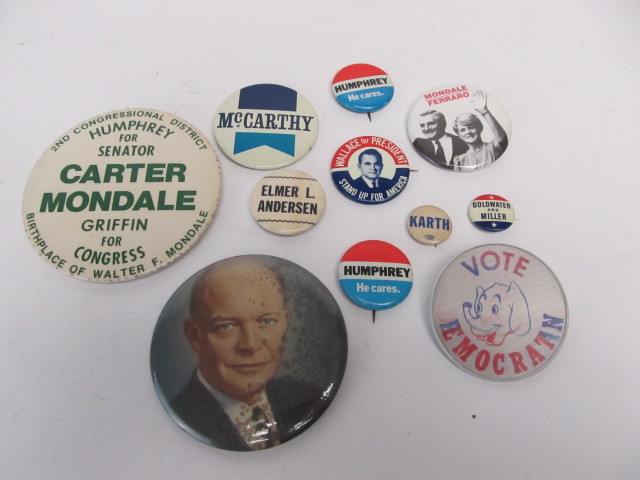 2ND CONGRESSIONAL DISTRICT
HUMPHREY
FOR
SENATOR
CARTER
MONDALE
GRIFFIN
FOR
CONGRESS
BIRTHPLACE OF WALTER F. MONDALE
McCARTHY
HUMPHREY
He cares.
MONDALE
FERRARO
WALLACE for PRESIDENT
STAND UP FOR AMERICA
ELMER L.
ANDERSEN
KARTH
GOLDWATER
AND
MILLER
HUMPHREY
He cares.
VOTE